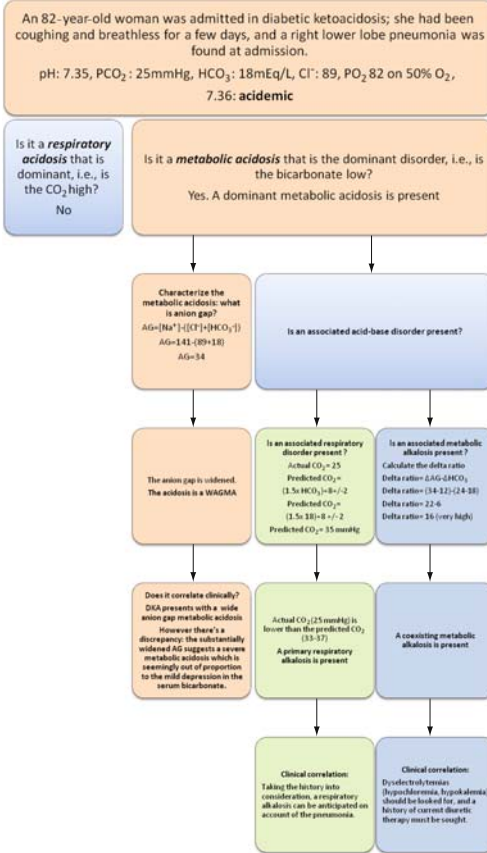 An 82-year-old woman was admitted in diabetic ketoacidosis; she had been
coughing and breathless for a few days, and a right lower lobe pneumonia was
found at admission.
pH: 7.35, PCO₂ : 25mmHg, HCO₃: 18mEq/L, Cl⁻: 89, PO₂ 82 on 50% O₂,
7.36: acidemic
Is it a respiratory
acidosis that is
dominant, i.e., is
the CO₂ high?
No
Is it a metabolic acidosis that is the dominant disorder, i.e., is
the bicarbonate low?
Yes. A dominant metabolic acidosis is present
Characterize the
metabolic acidosis: what
is anion gap?
AG=[Na⁺]-([Cl⁻]+[HCO₃⁻])
AG=141-(89+18)
AG=34
Is an associated acid-base disorder present?
The anion gap is widened.
The acidosis is a WAGMA
Is an associated respiratory
disorder present ?
Actual CO₂= 25
Predicted CO₂=
(1.5x HCO₃)+8+/-2
Predicted CO₂=
(1.5x 18)+8 +/-2
Predicted CO₂= 35 mmHg
Is an associated metabolic
alkalosis present ?
Calculate the delta ratio
Delta ratio= ΔAG-ΔHCO₃
Delta ratio= (34-12)-(24-18)
Delta ratio= 22-6
Delta ratio= 16 (very high)
Does it correlate clinically?
DKA presents with a wide
anion gap metabolic acidosis
However there's a
discrepancy: the substantially
widened AG suggests a severe
metabolic acidosis which is
seemingly out of proportion
to the mild depression in the
serum bicarbonate.
Actual CO₂ (25 mmHg) is
lower than the predicted CO₂
(33-37)
A primary respiratory
alkalosis is present
A coexisting metabolic
alkalosis is present
Clinical correlation:
Taking the history into
consideration, a respiratory
alkalosis can be anticipated on
account of the pneumonia.
Clinical correlation:
Dyselectrolytemias
(hypochloremia, hypokalemia)
should be looked for, and a
history of current diuretic
therapy must be sought.